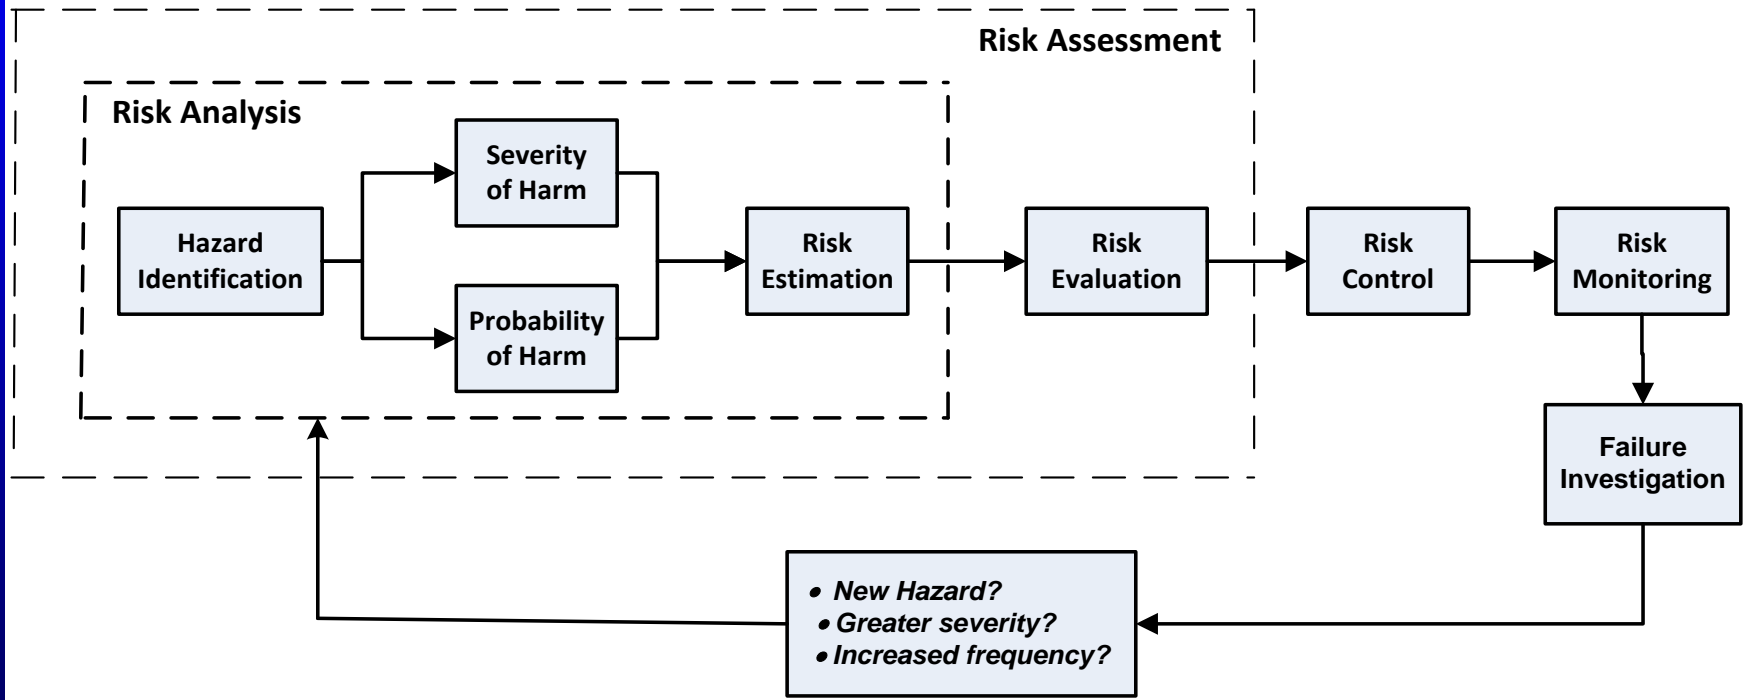 Risk Assessment
Risk Analysis
Severity
of Harm
Hazard
Identification
Probability
of Harm
Risk
Estimation
Risk
Evaluation
Risk
Control
Risk
Monitoring
Failure
Investigation
• New Hazard?
• Greater severity?
• Increased frequency?